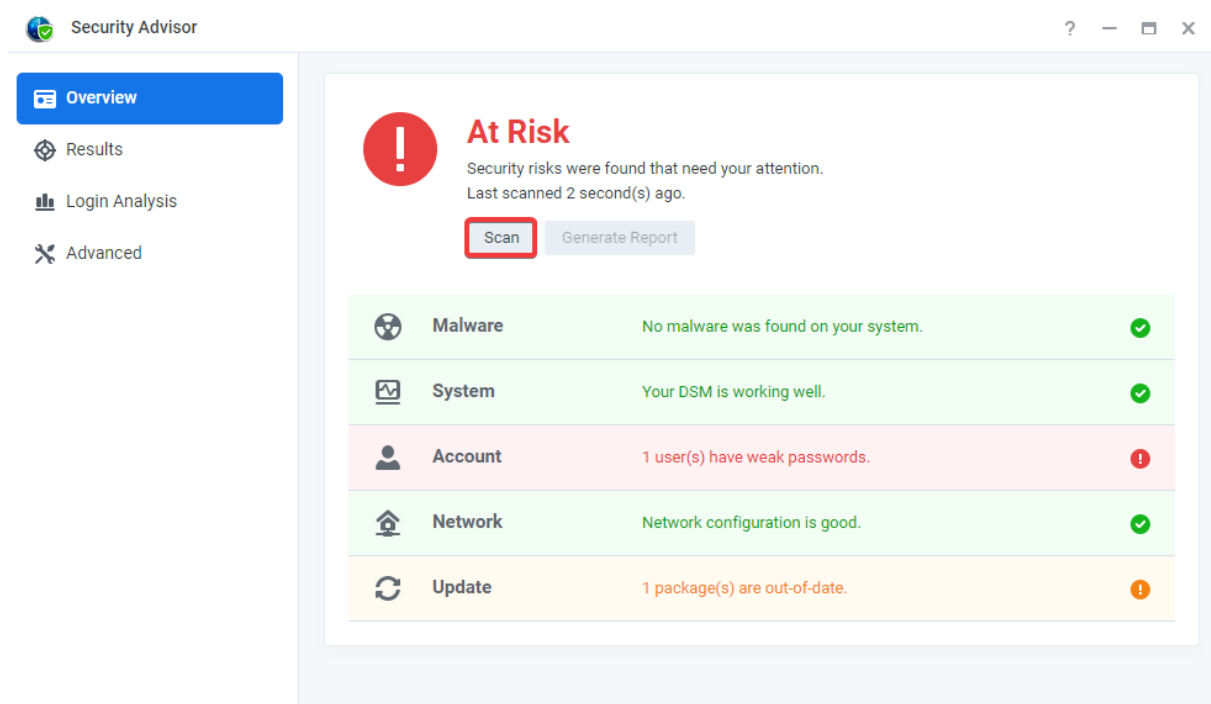 Security Advisor
?
Overview
Results
Login Analysis
Advanced
At Risk
Security risks were found that need your attention.
Last scanned 2 second(s) ago.
Scan Generate Report
Malware No malware was found on your system.
System Your DSM is working well.
Account 1 user(s) have weak passwords.
Network Network configuration is good.
Update 1 package(s) are out-of-date.